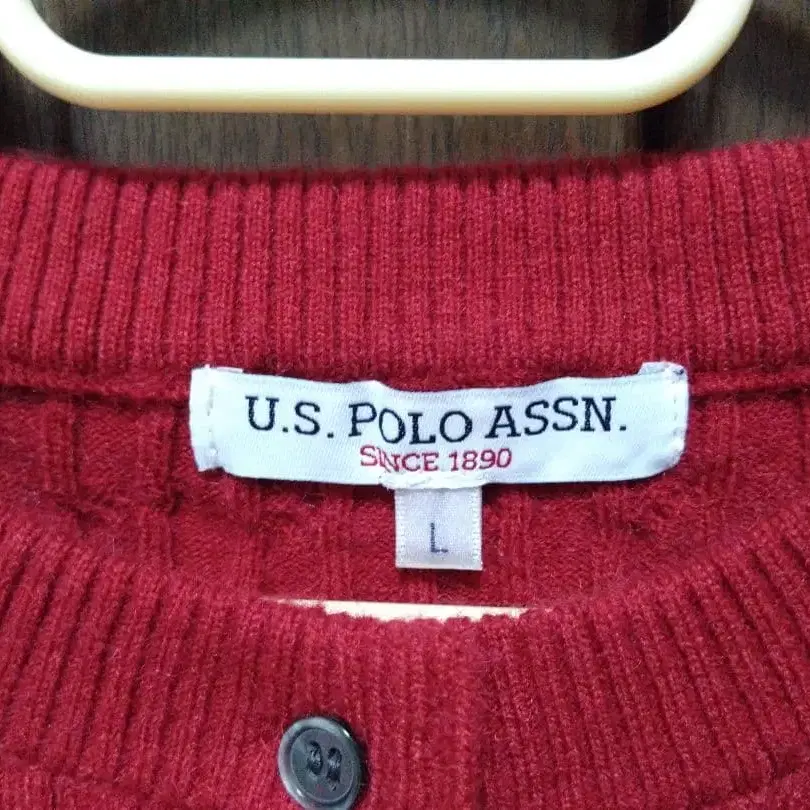 U.S. POLO ASSN.
SINCE 1890
L